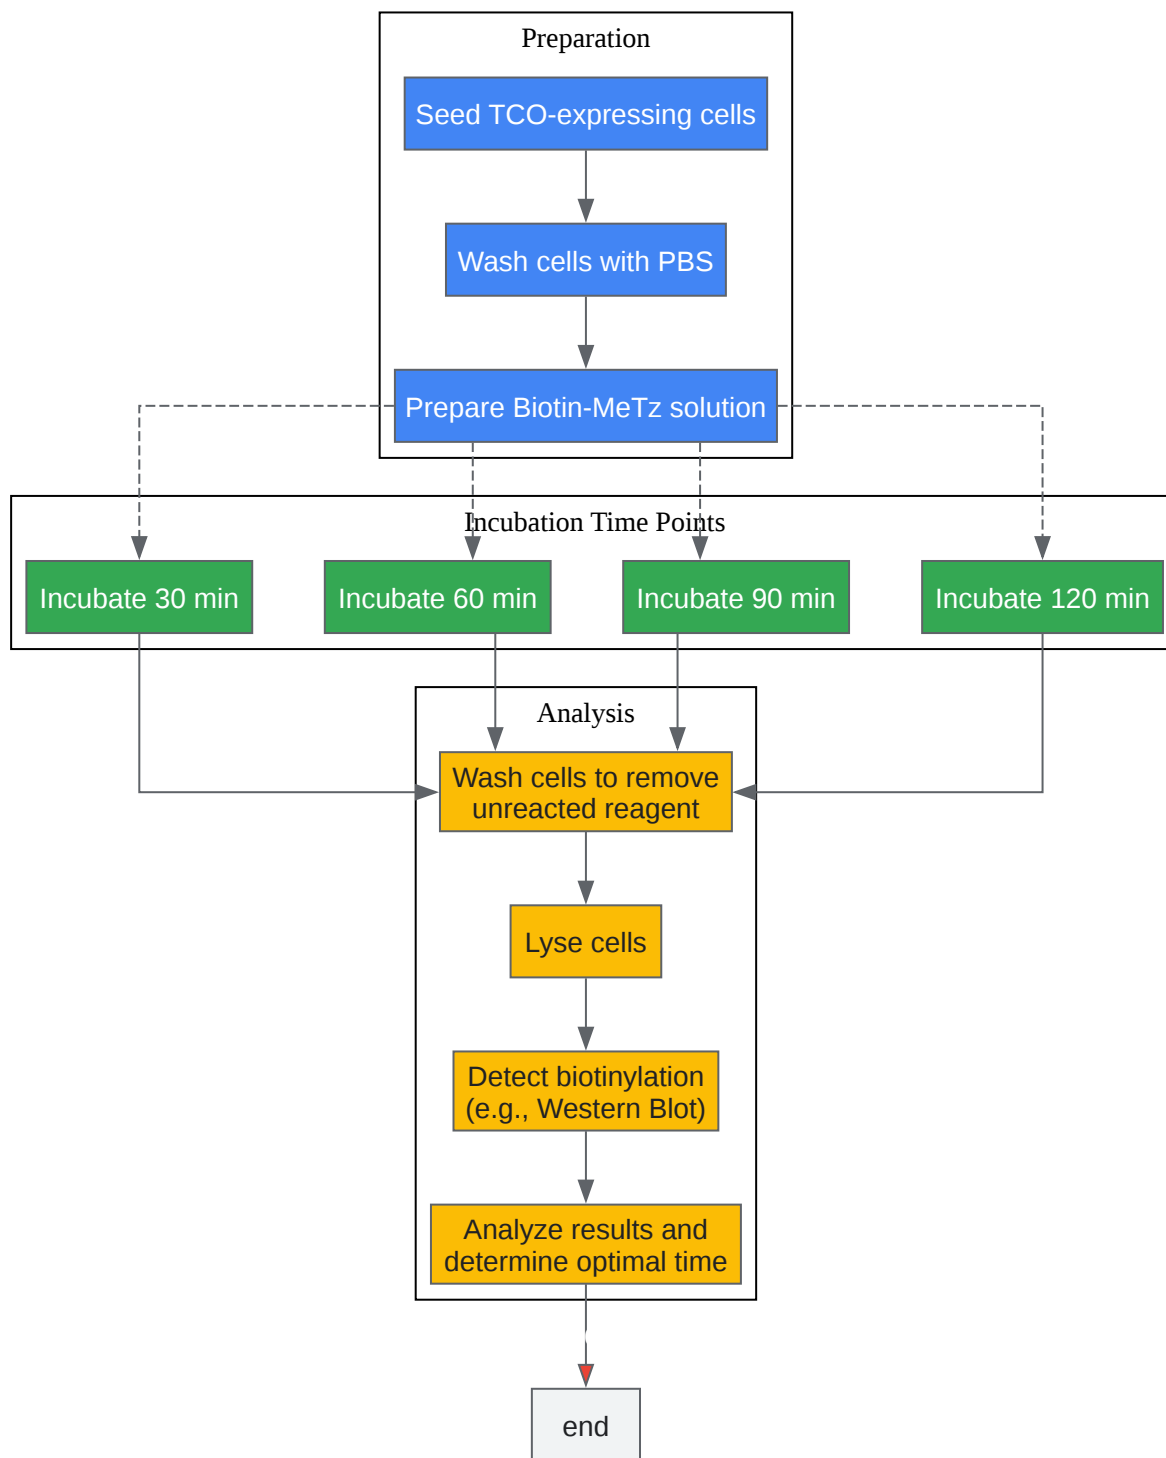 Preparation
Seed TCO-expressing cells
Wash cells with PBS
Prepare Biotin-MeTz solution
Incubation Time Points
Incubate 30 min
Incubate 60 min
Incubate 90 min
Incubate 120 min
Analysis
Wash cells to remove
unreacted reagent
Lyse cells
Detect biotinylation
(e.g., Western Blot)
Analyze results and
determine optimal time
end